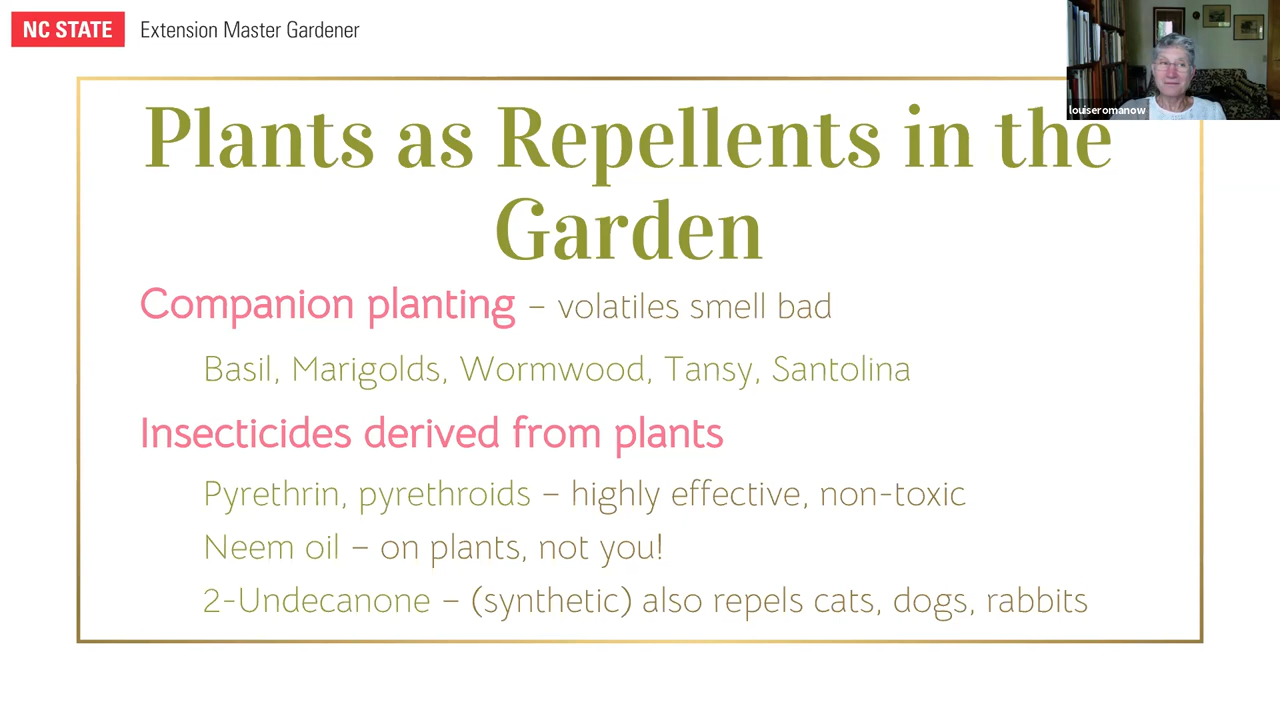 NC STATE Extension Master Gardener
louiseromanow
Plants as Repellents in the
Garden
Companion planting – volatiles smell bad
Basil, Marigolds, Wormwood, Tansy, Santolina
Insecticides derived from plants
Pyrethrin, pyrethroids – highly effective, non-toxic
Neem oil – on plants, not you!
2-Undecanone – (synthetic) also repels cats, dogs, rabbits